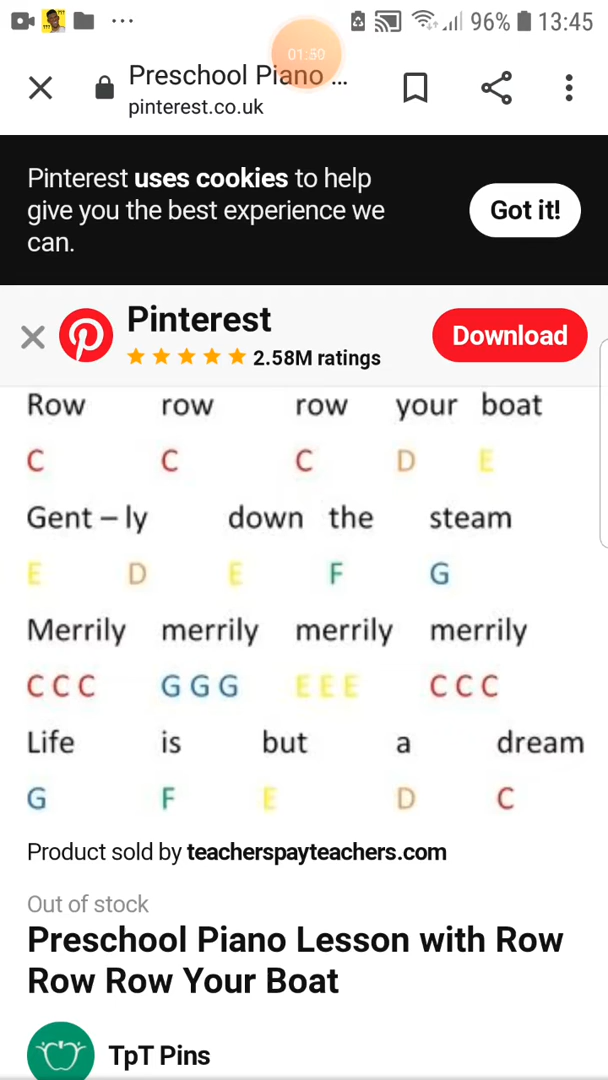 96% 13:45
01:50
Preschool Piano ...
pinterest.co.uk
Pinterest uses cookies to help
give you the best experience we
can.
Got it!
Pinterest
2.58M ratings
Download
Row row row your boat
C C C D E
Gent – ly down the steam
E D E F G
Merrily merrily merrily merrily
C C C G G G E E E C C C
Life is but a dream
G F E D C
Product sold by teacherspayteachers.com
Out of stock
Preschool Piano Lesson with Row
Row Row Your Boat
TpT Pins